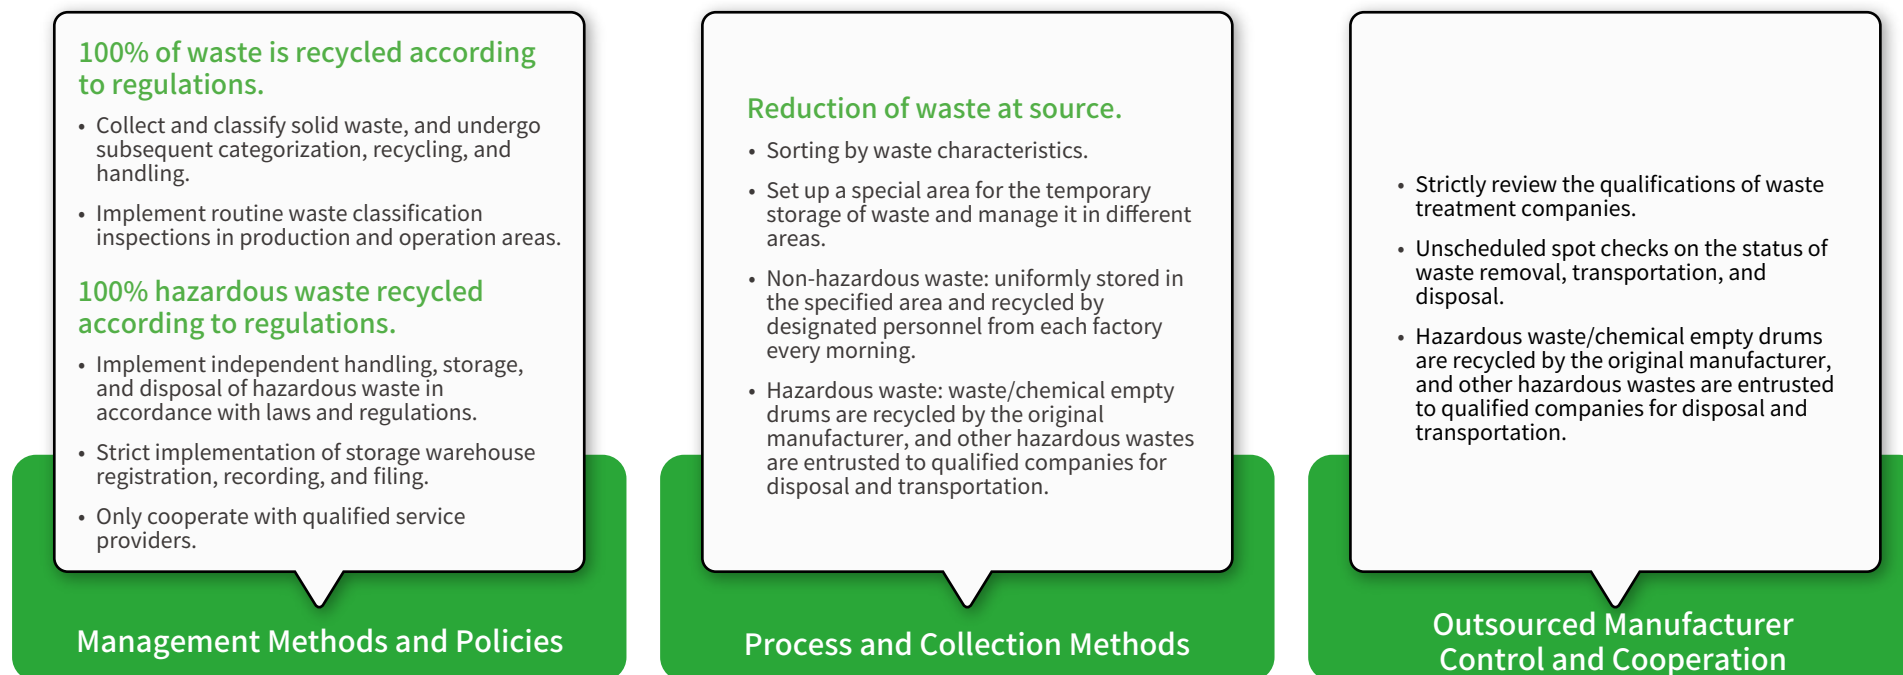 100% of waste is recycled according
to regulations.
• Collect and classify solid waste, and undergo
subsequent categorization, recycling, and
handling.
• Implement routine waste classification
inspections in production and operation areas.
100% hazardous waste recycled
according to regulations.
• Implement independent handling, storage,
and disposal of hazardous waste in
accordance with laws and regulations.
• Strict implementation of storage warehouse
registration, recording, and filing.
• Only cooperate with qualified service
providers.
Management Methods and Policies
Reduction of waste at source.
• Sorting by waste characteristics.
• Set up a special area for the temporary
storage of waste and manage it in different
areas.
• Non-hazardous waste: uniformly stored in
the specified area and recycled by
designated personnel from each factory
every morning.
• Hazardous waste: waste/chemical empty
drums are recycled by the original
manufacturer, and other hazardous wastes
are entrusted to qualified companies for
disposal and transportation.
Process and Collection Methods
• Strictly review the qualifications of waste
treatment companies.
• Unscheduled spot checks on the status of
waste removal, transportation, and
disposal.
• Hazardous waste/chemical empty drums
are recycled by the original manufacturer,
and other hazardous wastes are entrusted
to qualified companies for disposal and
transportation.
Outsourced Manufacturer
Control and Cooperation